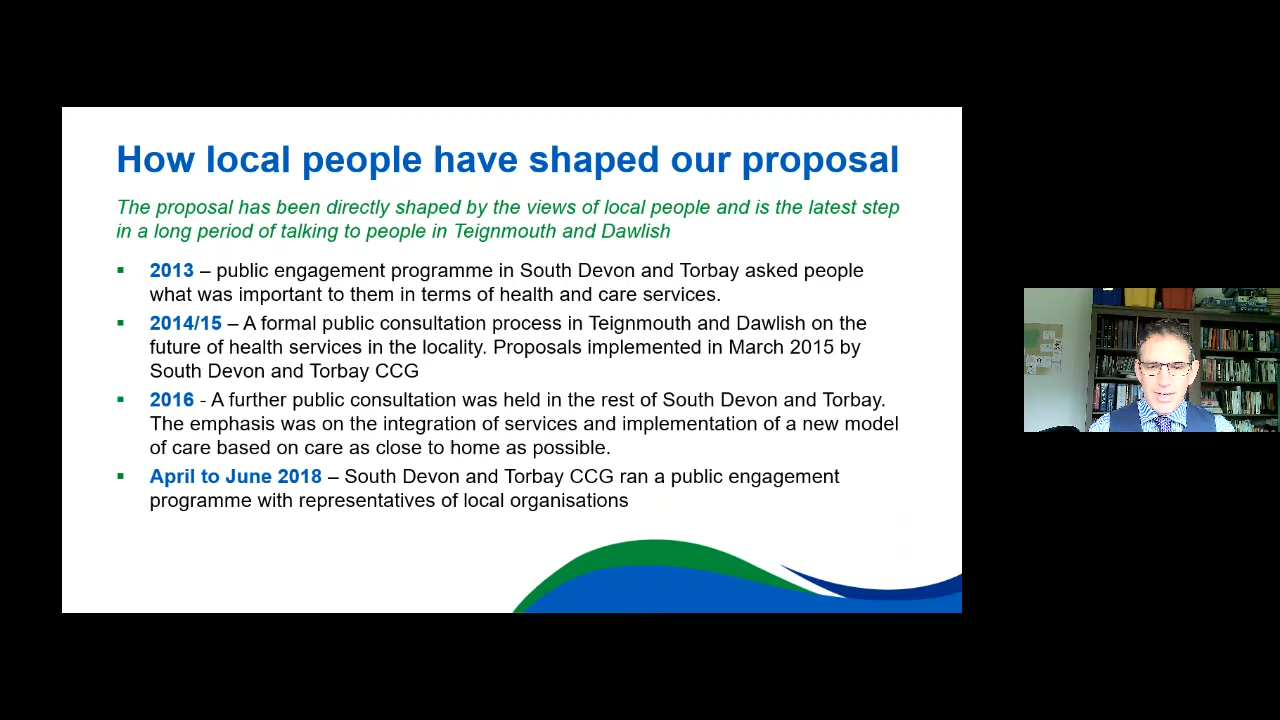 How local people have shaped our proposal
The proposal has been directly shaped by the views of local people and is the latest step
in a long period of talking to people in Teignmouth and Dawlish
▪ 2013 – public engagement programme in South Devon and Torbay asked people
what was important to them in terms of health and care services.
▪ 2014/15 – A formal public consultation process in Teignmouth and Dawlish on the
future of health services in the locality. Proposals implemented in March 2015 by
South Devon and Torbay CCG
▪ 2016 - A further public consultation was held in the rest of South Devon and Torbay.
The emphasis was on the integration of services and implementation of a new model
of care based on care as close to home as possible.
▪ April to June 2018 – South Devon and Torbay CCG ran a public engagement
programme with representatives of local organisations